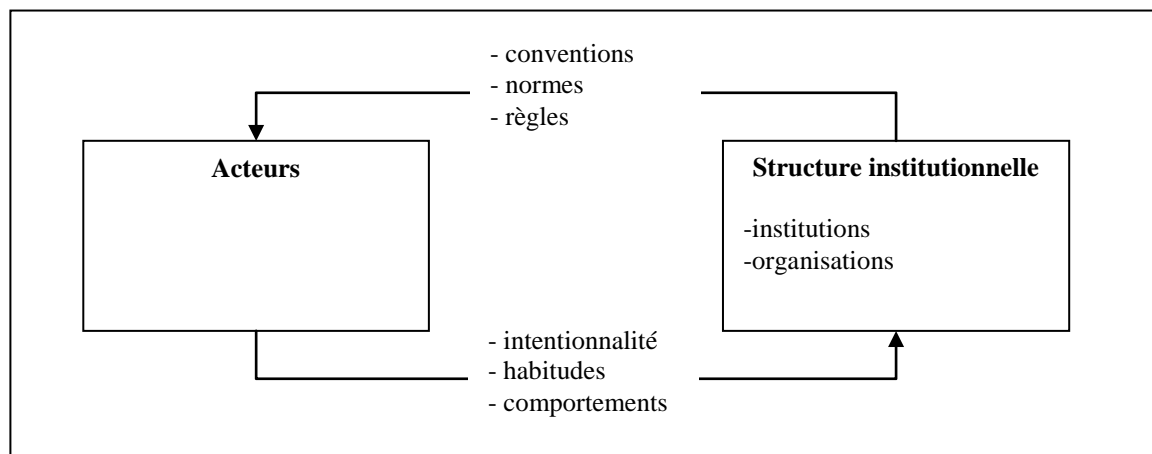 - conventions
- normes
- règles
Acteurs
Structure institutionnelle
-institutions
-organisations
- intentionnalité
- habitudes
- comportements